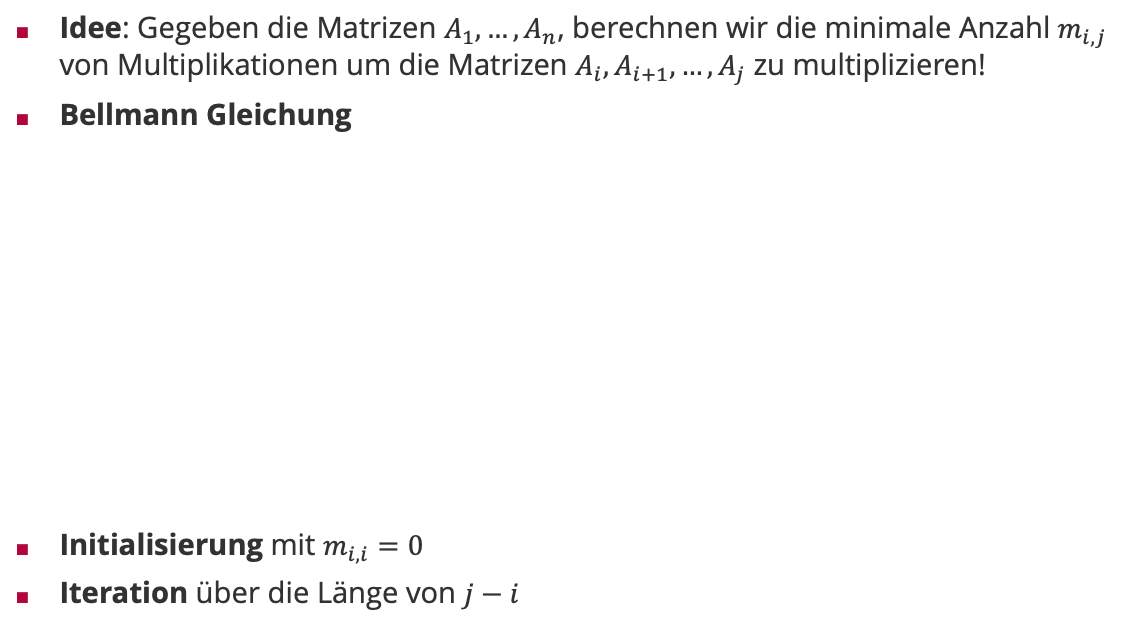 ▪ Idee: Gegeben die Matrizen A₁, … , Aₙ, berechnen wir die minimale Anzahl mᵢ,ⱼ
von Multiplikationen um die Matrizen Aᵢ, Aᵢ₊₁, … , Aⱼ zu multiplizieren!
▪ Bellmann Gleichung
▪ Initialisierung mit mᵢ,ᵢ = 0
▪ Iteration über die Länge von j − i